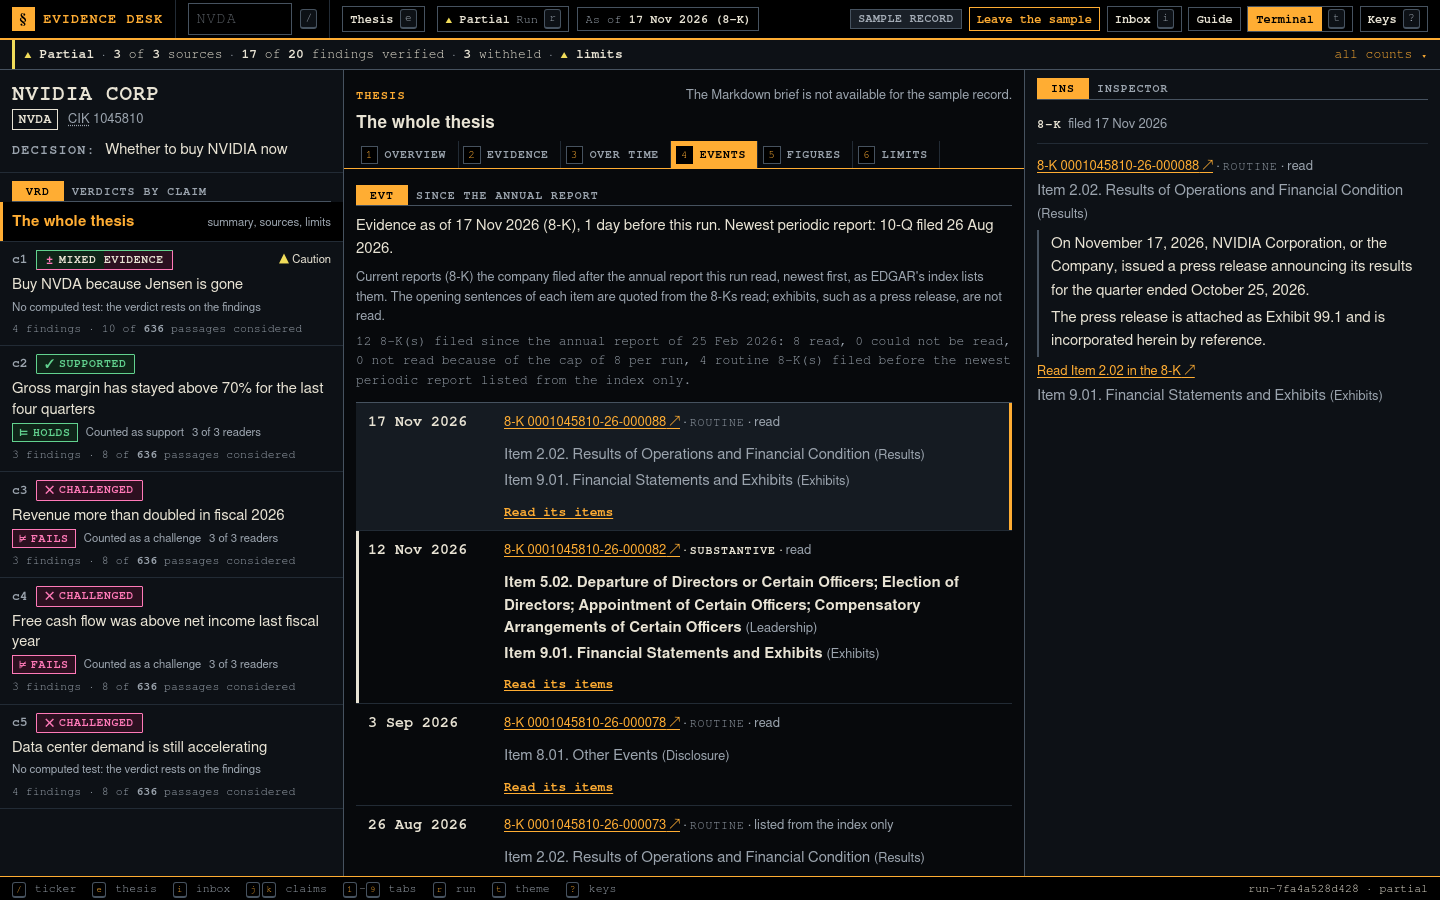 § EVIDENCE DESK NVDA / Thesis e ▲ Partial Run r As of 17 Nov 2026 (8-K) SAMPLE RECORD Leave the sample Inbox i Guide Terminal t Keys ?
▲ Partial · 3 of 3 sources · 17 of 20 findings verified · 3 withheld · ▲ limits all counts ▾
NVIDIA CORP
NVDA CIK 1045810
DECISION: Whether to buy NVIDIA now
VRD VERDICTS BY CLAIM
The whole thesis summary, sources, limits
c1 ± MIXED EVIDENCE ▲ Caution
Buy NVDA because Jensen is gone
No computed test: the verdict rests on the findings
4 findings · 10 of 636 passages considered
c2 ✓ SUPPORTED
Gross margin has stayed above 70% for the last
four quarters
⊨ HOLDS Counted as support 3 of 3 readers
3 findings · 8 of 636 passages considered
c3 ✕ CHALLENGED
Revenue more than doubled in fiscal 2026
⊭ FAILS Counted as a challenge 3 of 3 readers
3 findings · 8 of 636 passages considered
c4 ✕ CHALLENGED
Free cash flow was above net income last fiscal
year
⊭ FAILS Counted as a challenge 3 of 3 readers
3 findings · 8 of 636 passages considered
c5 ✕ CHALLENGED
Data center demand is still accelerating
No computed test: the verdict rests on the findings
4 findings · 8 of 636 passages considered
THESIS The Markdown brief is not available for the sample record.
The whole thesis
1 OVERVIEW 2 EVIDENCE 3 OVER TIME 4 EVENTS 5 FIGURES 6 LIMITS
EVT SINCE THE ANNUAL REPORT
Evidence as of 17 Nov 2026 (8-K), 1 day before this run. Newest periodic report: 10-Q filed 26 Aug
2026.
Current reports (8-K) the company filed after the annual report this run read, newest first, as EDGAR's index lists
them. The opening sentences of each item are quoted from the 8-Ks read; exhibits, such as a press release, are not
read.
12 8-K(s) filed since the annual report of 25 Feb 2026: 8 read, 0 could not be read,
0 not read because of the cap of 8 per run, 4 routine 8-K(s) filed before the newest
periodic report listed from the index only.
17 Nov 2026 8-K 0001045810-26-000088 ↗ · ROUTINE · read
Item 2.02. Results of Operations and Financial Condition (Results)
Item 9.01. Financial Statements and Exhibits (Exhibits)
Read its items
12 Nov 2026 8-K 0001045810-26-000082 ↗ · SUBSTANTIVE · read
Item 5.02. Departure of Directors or Certain Officers; Election of
Directors; Appointment of Certain Officers; Compensatory
Arrangements of Certain Officers (Leadership)
Item 9.01. Financial Statements and Exhibits (Exhibits)
Read its items
3 Sep 2026 8-K 0001045810-26-000078 ↗ · ROUTINE · read
Item 8.01. Other Events (Disclosure)
Read its items
26 Aug 2026 8-K 0001045810-26-000073 ↗ · ROUTINE · listed from the index only
Item 2.02. Results of Operations and Financial Condition (Results)
INS INSPECTOR
8-K filed 17 Nov 2026
8-K 0001045810-26-000088 ↗ · ROUTINE · read
Item 2.02. Results of Operations and Financial Condition
(Results)
On November 17, 2026, NVIDIA Corporation, or the
Company, issued a press release announcing its results
for the quarter ended October 25, 2026.
The press release is attached as Exhibit 99.1 and is
incorporated herein by reference.
Read Item 2.02 in the 8-K ↗
Item 9.01. Financial Statements and Exhibits (Exhibits)
/ ticker e thesis i inbox j k claims 1-9 tabs r run t theme ? keys run-7fa4a528d428 · partial